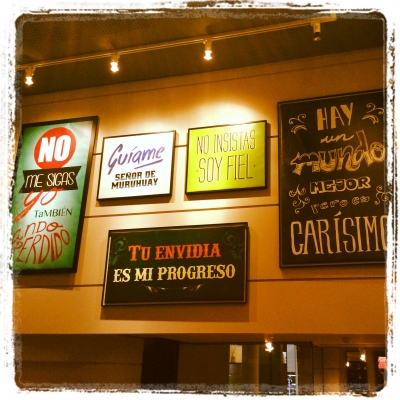 NO
ME SIGAS
yo
TaMBIÉN
ando
PERDIDO
Guíame
SEÑOR DE
MURUHUAY
NO INSISTAS
SOY FIEL
HAY
un
mundo
MEJOR
pero es
CARÍSIMO
TU ENVIDIA
ES MI PROGRESO